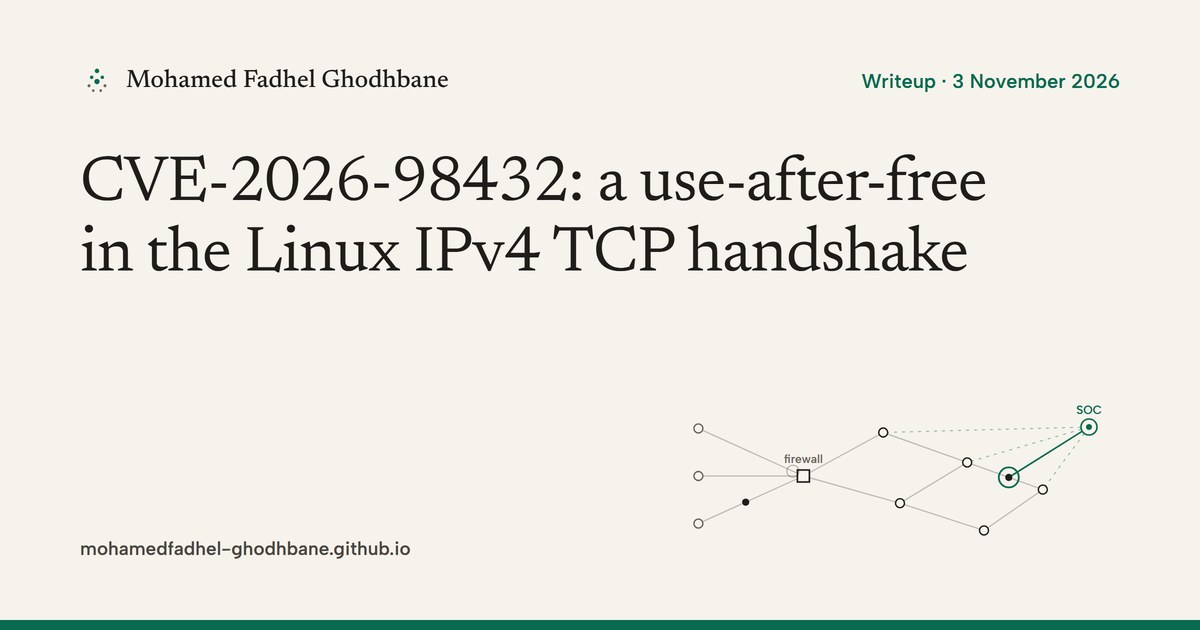 Mohamed Fadhel Ghodhbane
Writeup · 3 November 2026
CVE-2026-98432: a use-after-free
in the Linux IPv4 TCP handshake
SOC
firewall
mohamedfadhel-ghodhbane.github.io